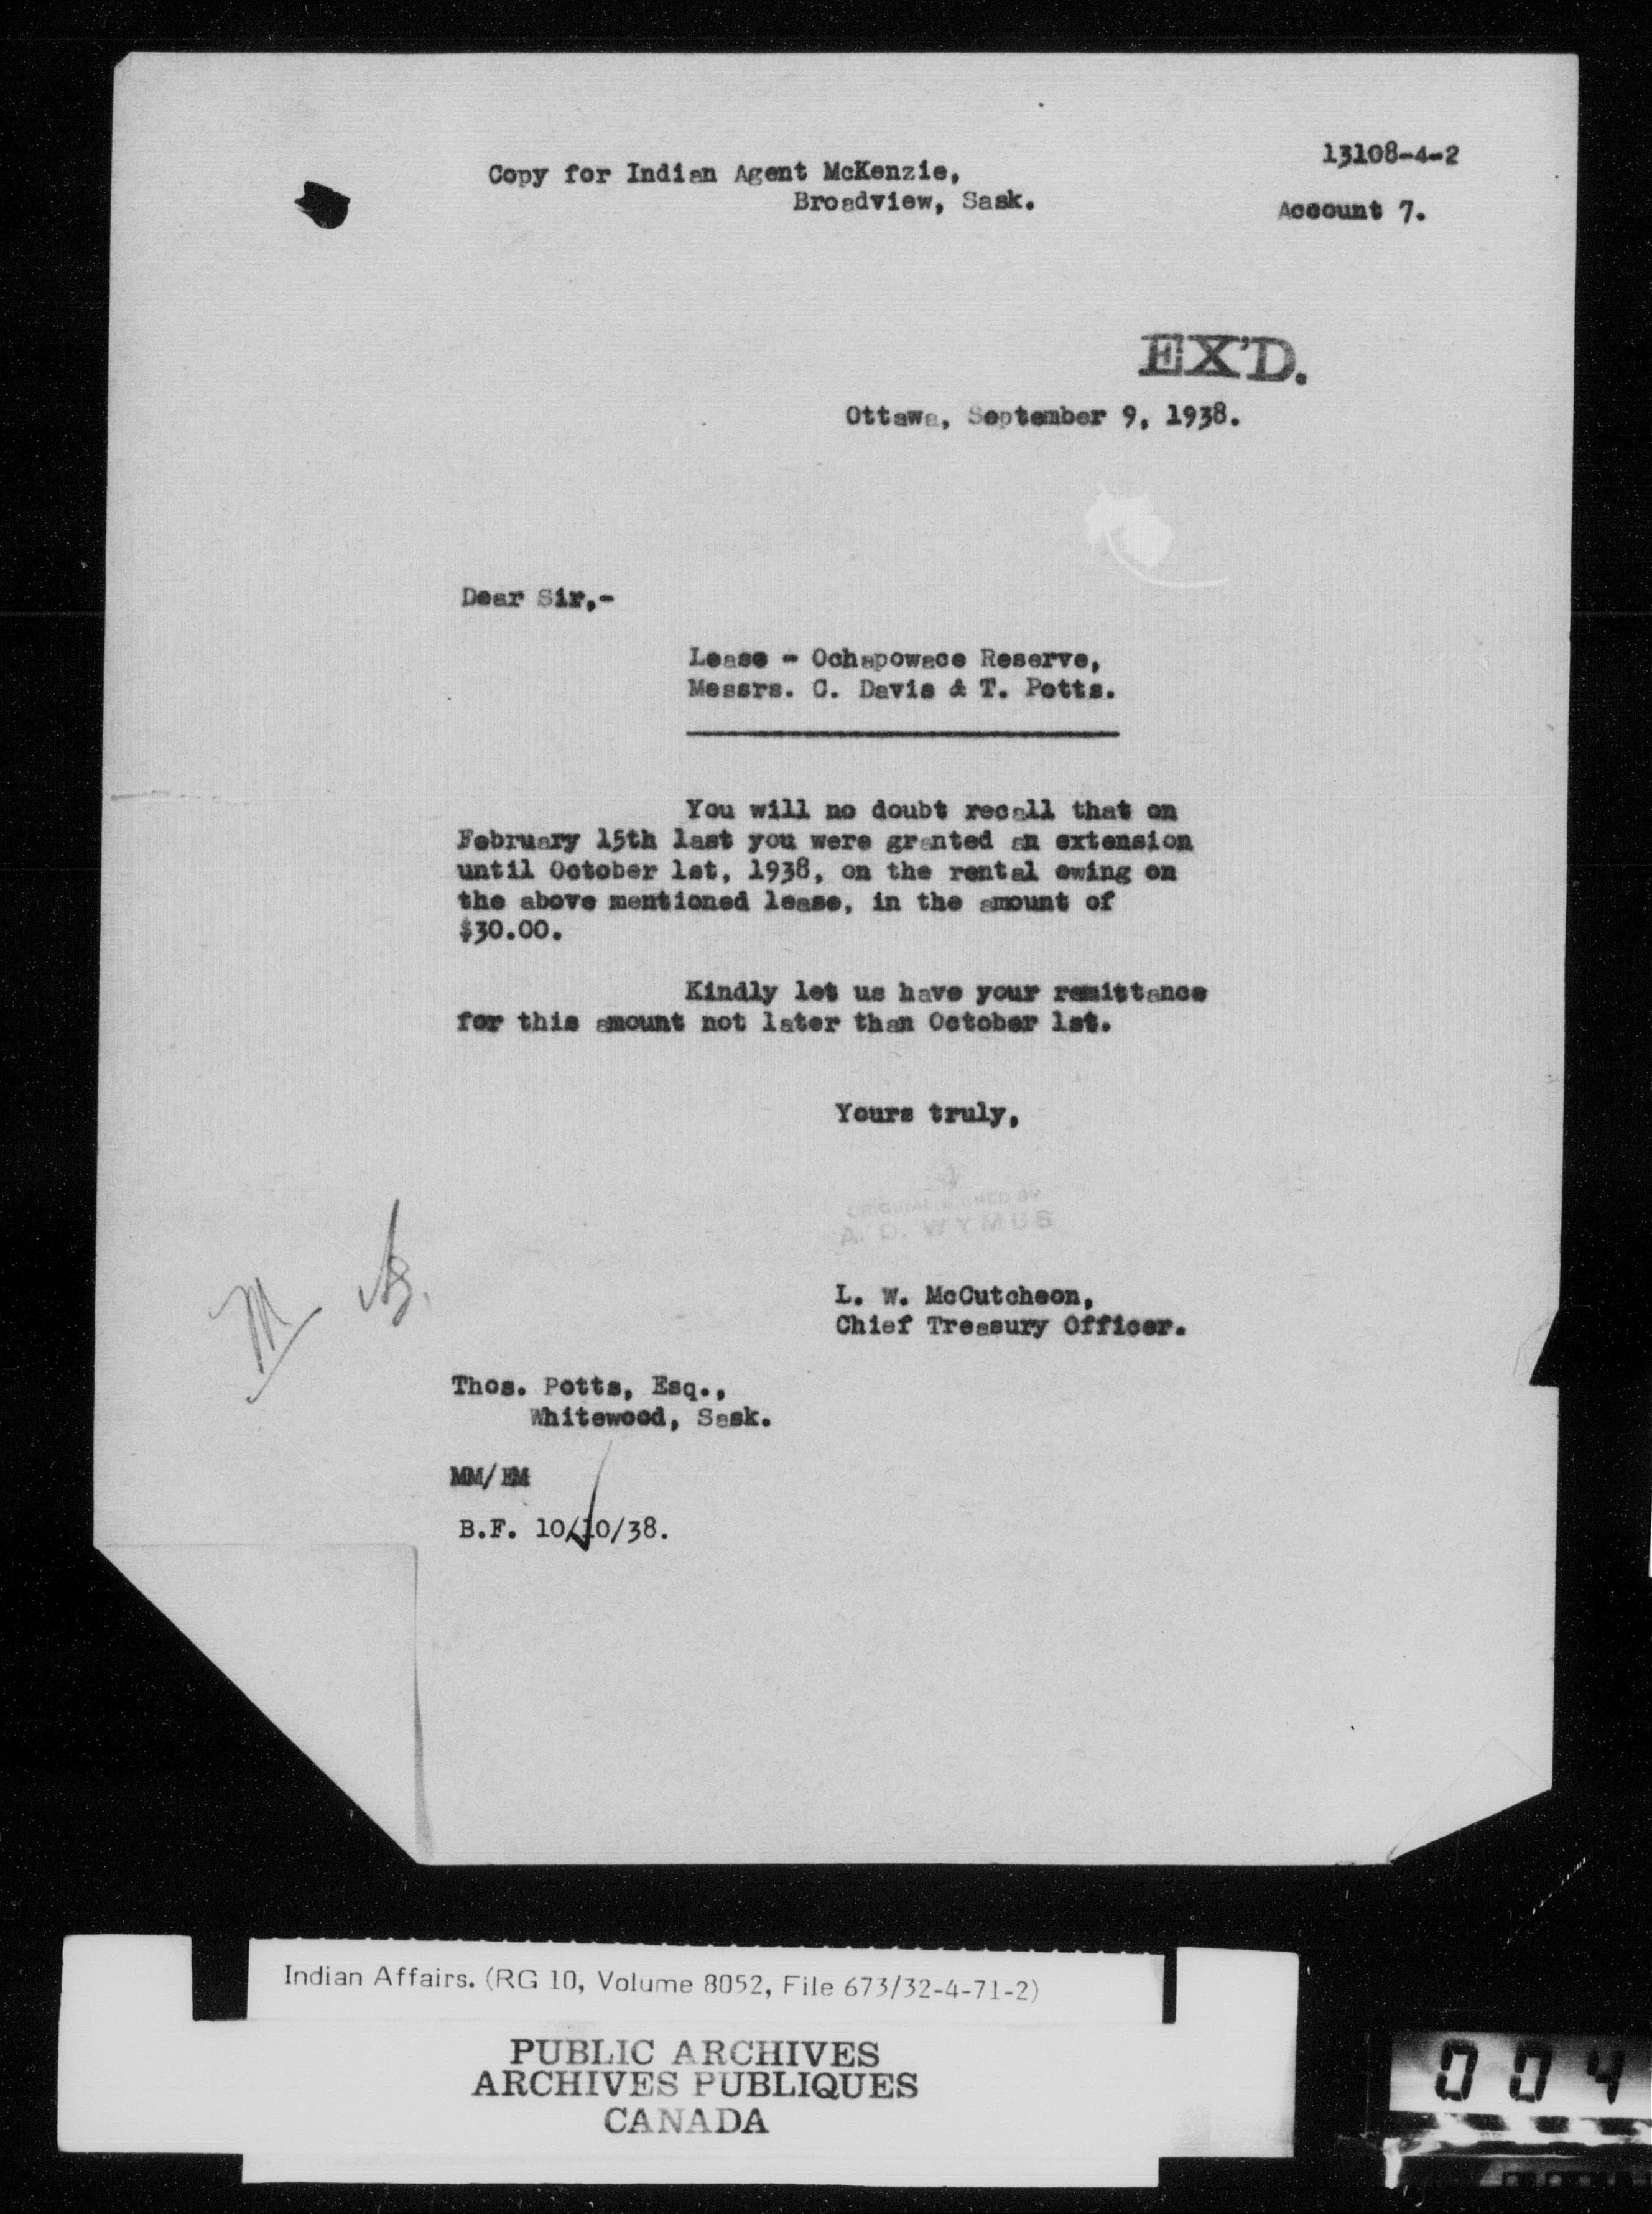 13108-4-2
Copy for Indian Agent McKenzie,
Broadview, Sask.
Account 7.
EX'D.
Ottawa, September 9, 1938.
Dear Sir,-
Lease - Ochapowace Reserve,
Messrs. C. Davis & T. Potts.
You will no doubt recall that on
February 15th last you were granted an extension
until October 1st, 1938, on the rental owing on
the above mentioned lease, in the amount of
$30.00.
Kindly let us have your remittance
for this amount not later than October 1st.
Yours truly,
ORIGINAL SIGNED BY
A. D. WYMBS
L. W. McCutcheon,
Chief Treasury Officer.
M
Thos. Potts, Esq.,
Whitewood, Sask.
MM/EM
B.F. 10/10/38.
Indian Affairs. (RG 10, Volume 8052, File 673/32-4-71-2)
PUBLIC ARCHIVES
ARCHIVES PUBLIQUES
CANADA
004